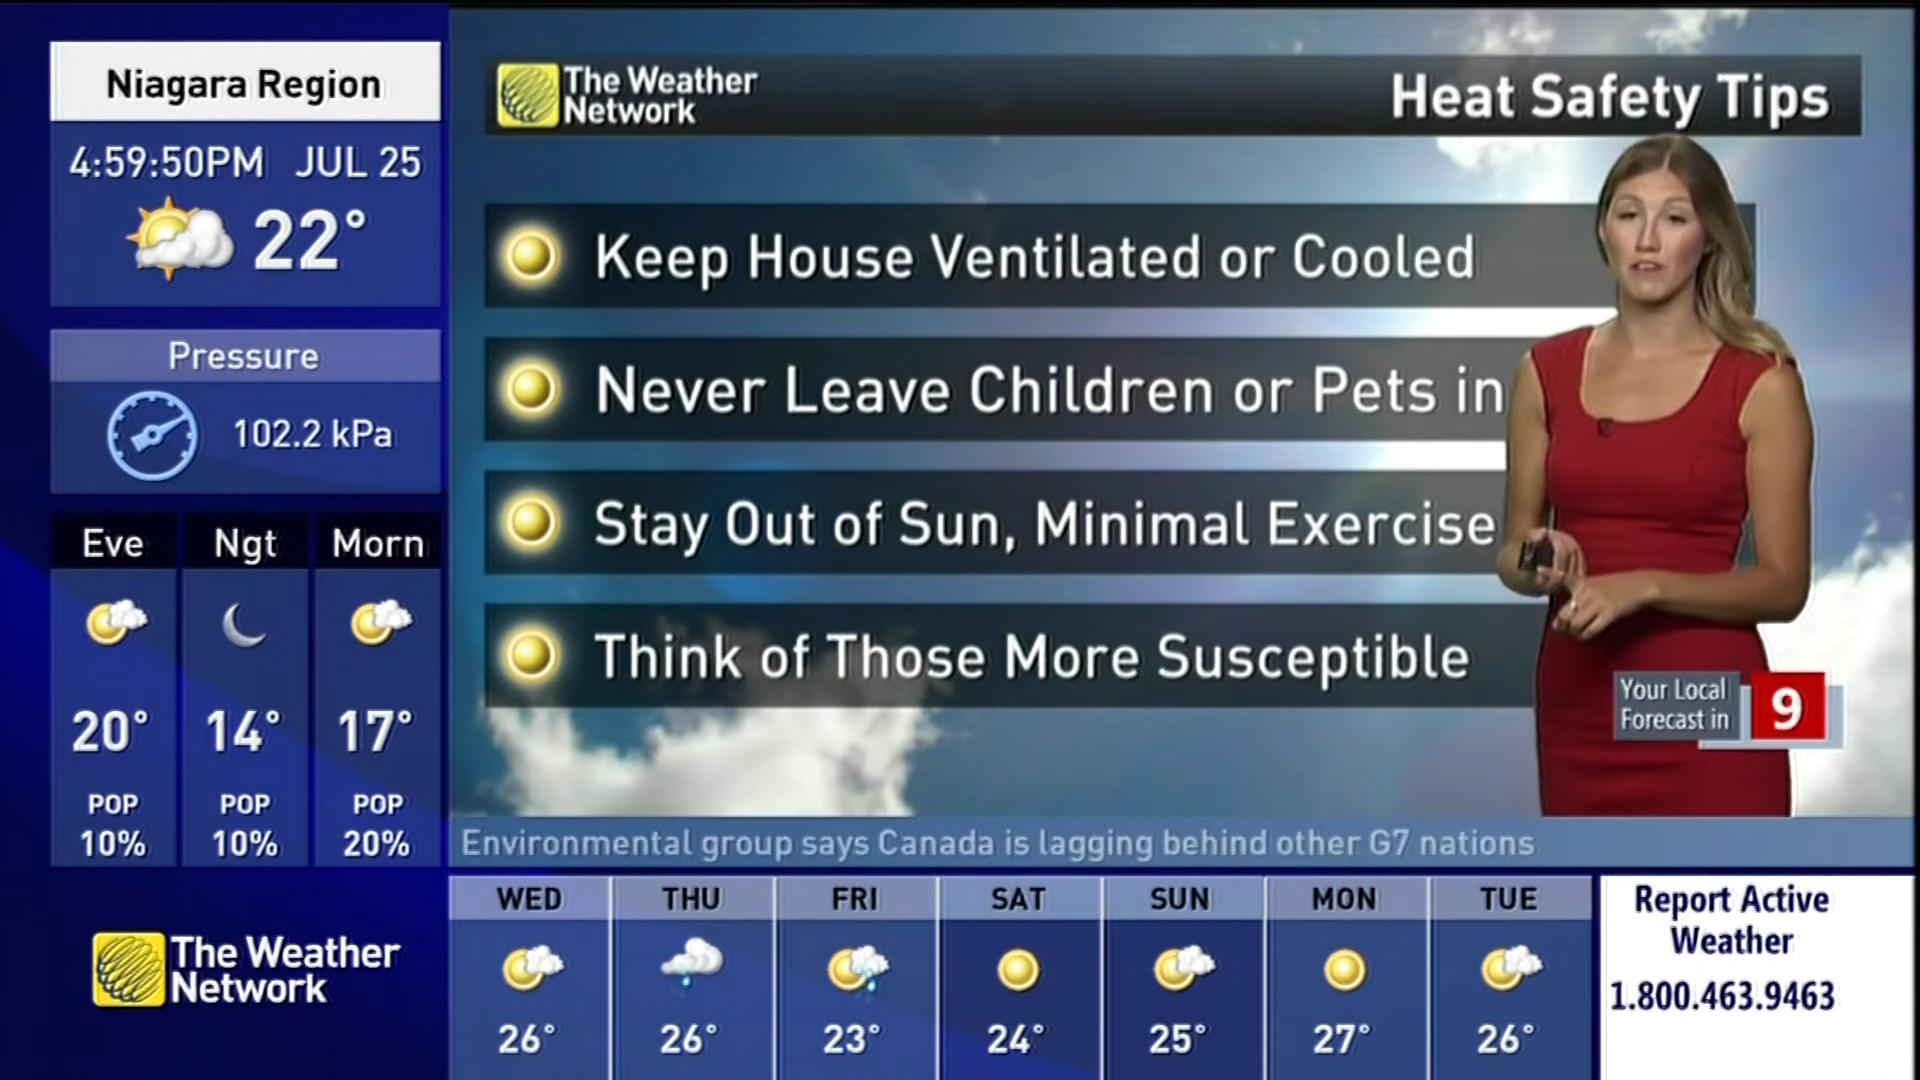 Niagara Region
4:59:50PM JUL 25
22°
Pressure
102.2 kPa
Eve Ngt Morn
20° 14° 17°
POP POP POP
10% 10% 20%
The Weather
Network
The Weather
Network
Heat Safety Tips
Keep House Ventilated or Cooled
Never Leave Children or Pets in
Stay Out of Sun, Minimal Exercise
Think of Those More Susceptible
Your Local
Forecast in
9
Environmental group says Canada is lagging behind other G7 nations
WED THU FRI SAT SUN MON TUE
26° 26° 23° 24° 25° 27° 26°
Report Active
Weather
1.800.463.9463